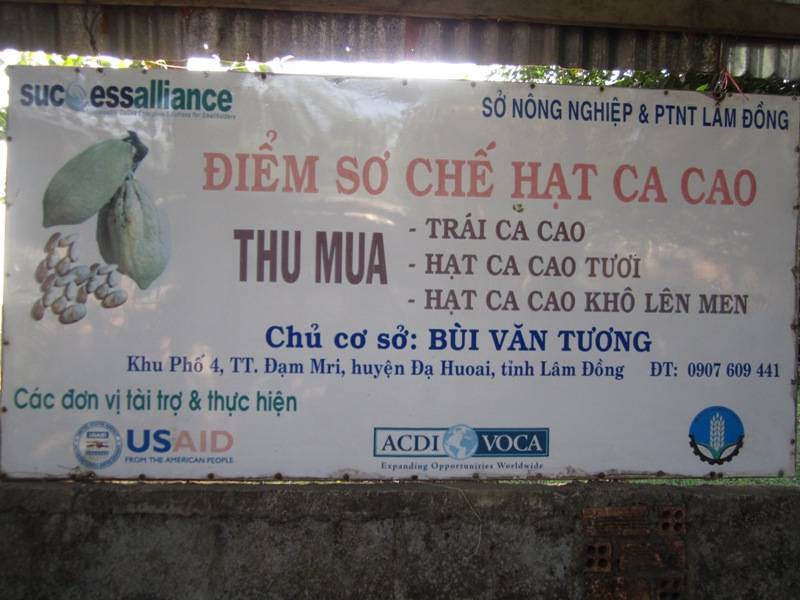 successalliance
SỞ NÔNG NGHIỆP & PTNT LÂM ĐỒNG
ĐIỂM SƠ CHẾ HẠT CA CAO
THU MUA
- TRÁI CA CAO
- HẠT CA CAO TƯƠI
- HẠT CA CAO KHÔ LÊN MEN
Chủ cơ sở: BÙI VĂN TƯƠNG
Khu Phố 4, TT. Đạm Mri, huyện Đạ Huoai, tỉnh Lâm Đồng ĐT: 0907 609 441
Các đơn vị tài trợ & thực hiện
USAID
FROM THE AMERICAN PEOPLE
ACDI VOCA
Expanding Opportunities Worldwide